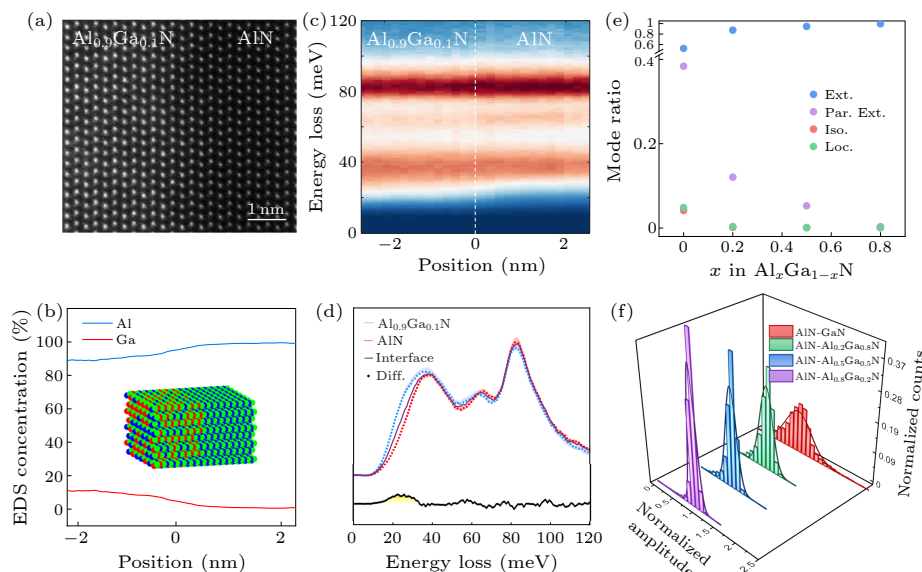 (a)
Al0.9Ga0.1N
AlN
1 nm
(c)
Al0.9Ga0.1N
AlN
Energy loss (meV)
120
80
40
0
−2
0
2
Position (nm)
(e)
Mode ratio
1
0.8
0.6
0.4
0.2
0
Ext.
Par. Ext.
Iso.
Loc.
0
0.2
0.4
0.6
0.8
x in AlxGa1−xN
(b)
Al
Ga
EDS concentration (%)
100
80
60
40
20
0
−2
0
2
Position (nm)
(d)
Al0.9Ga0.1N
AlN
Interface
Diff.
0
20
40
60
80
100
120
Energy loss (meV)
(f)
AlN-GaN
AlN-Al0.2Ga0.8N
AlN-Al0.5Ga0.5N
AlN-Al0.8Ga0.2N
Normalized counts
0.37
0.28
0.19
0.09
0
0
0.5
1
1.5
2
2.5
Normalized
amplitude